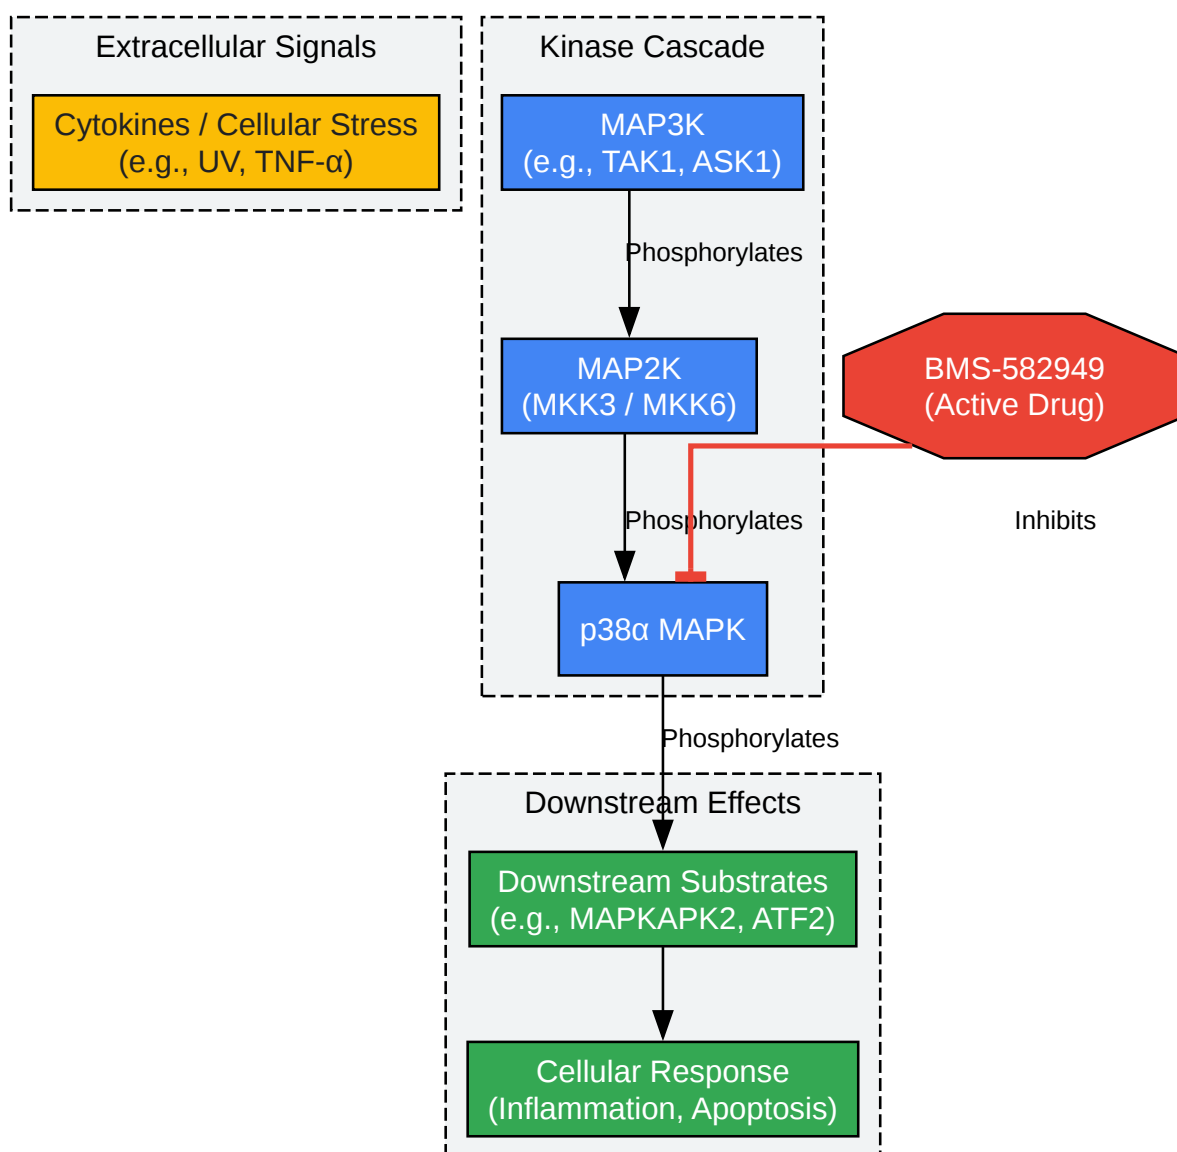 Extracellular Signals
Cytokines / Cellular Stress
(e.g., UV, TNF-α)
Kinase Cascade
MAP3K
(e.g., TAK1, ASK1)
Phosphorylates
MAP2K
(MKK3 / MKK6)
BMS-582949
(Active Drug)
Phosphorylates
Inhibits
p38α MAPK
Phosphorylates
Downstream Effects
Downstream Substrates
(e.g., MAPKAPK2, ATF2)
Cellular Response
(Inflammation, Apoptosis)